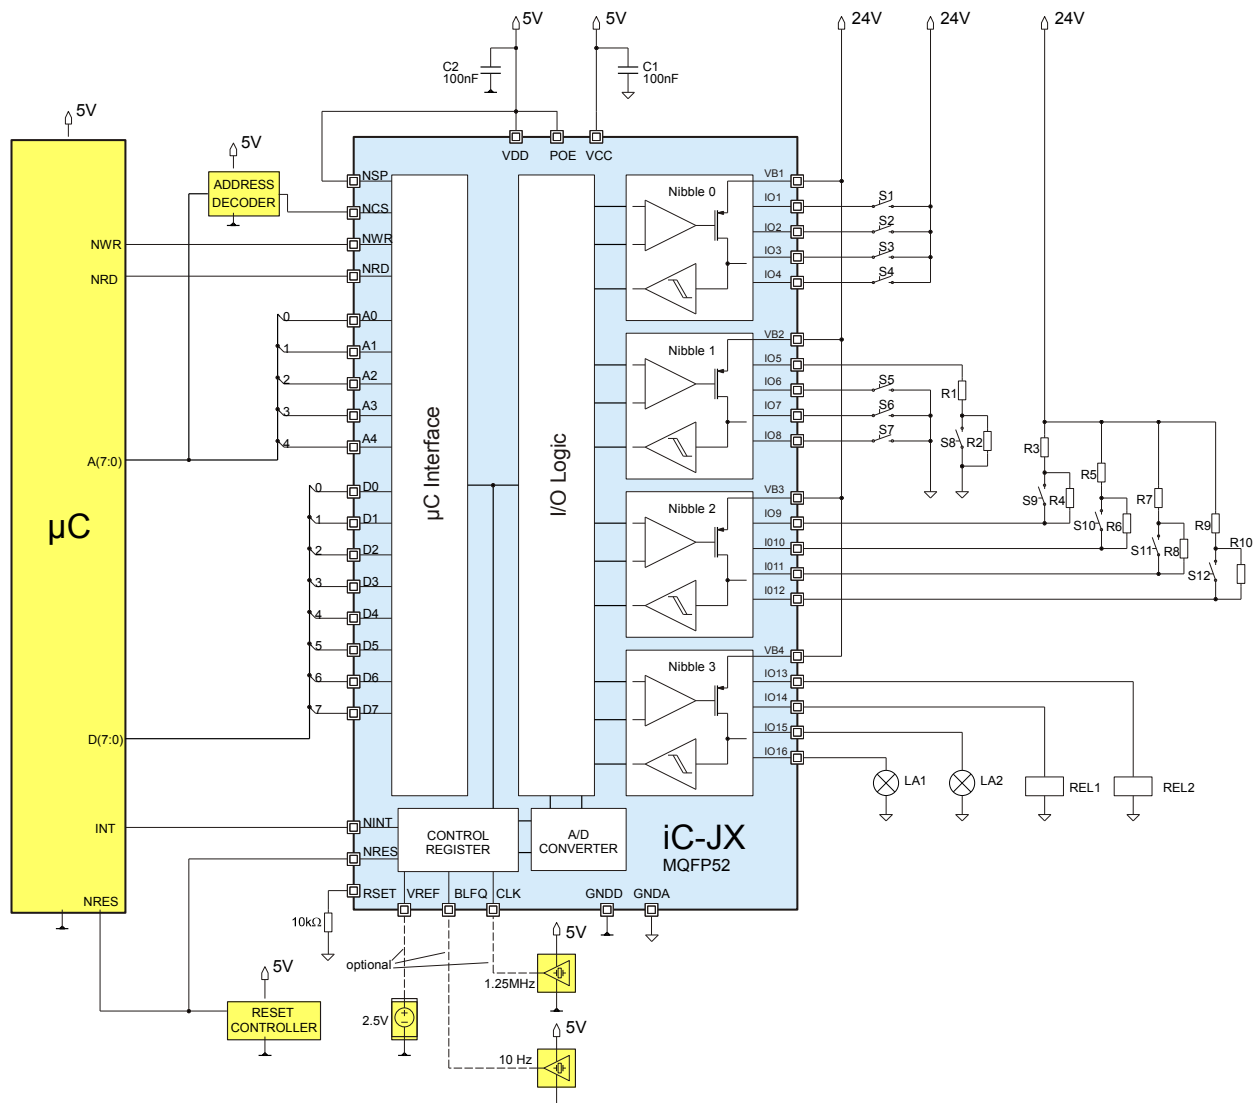 5V
5V
24V
24V
24V
C2
100nF
C1
100nF
5V
5V
VDD
POE
VCC
ADDRESS
DECODER
NSP
NCS
NWR
NWR
NRD
NRD
A0
A1
A2
A3
A4
0
1
2
3
4
A(7:0)
µC
D0
D1
D2
D3
D4
D5
D6
D7
0
1
2
3
4
5
6
7
D(7:0)
µC Interface
I/O Logic
Nibble 0
VB1
IO1
IO2
IO3
IO4
S1
S2
S3
S4
Nibble 1
VB2
IO5
IO6
IO7
IO8
S5
S6
S7
R1
S8
R2
R3
S9
R4
R5
S10
R6
R7
S11
R8
R9
S12
R10
Nibble 2
VB3
IO9
I010
I011
I012
Nibble 3
VB4
IO13
IO14
IO15
IO16
LA1
LA2
REL1
REL2
INT
NINT
NRES
CONTROL
REGISTER
A/D
CONVERTER
iC-JX
MQFP52
NRES
RSET
VREF
BLFQ
CLK
GNDD
GNDA
10kΩ
optional
5V
1.25MHz
5V
RESET
CONTROLLER
2.5V
5V
10 Hz